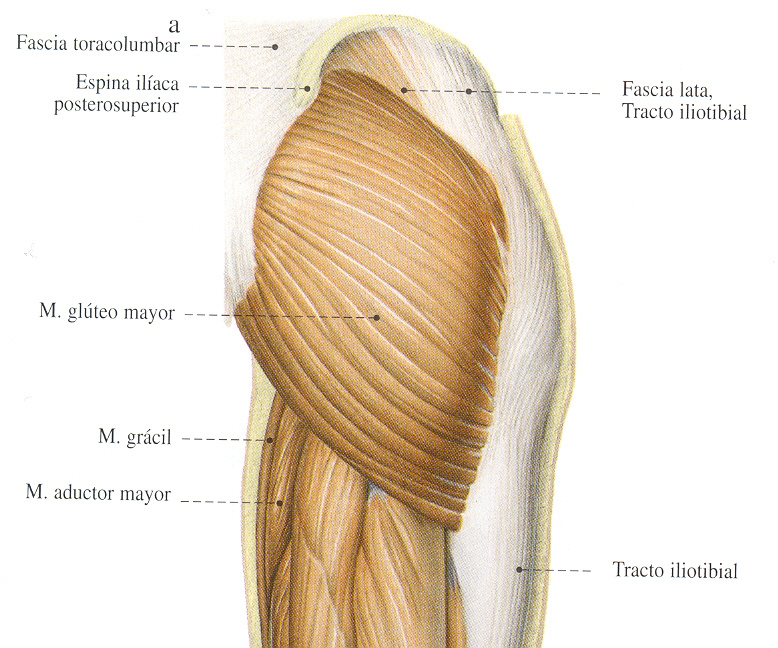 a
Fascia toracolumbar
Espina ilíaca
posterosuperior
Fascia lata,
Tracto iliotibial
M. glúteo mayor
M. grácil
M. aductor mayor
Tracto iliotibial